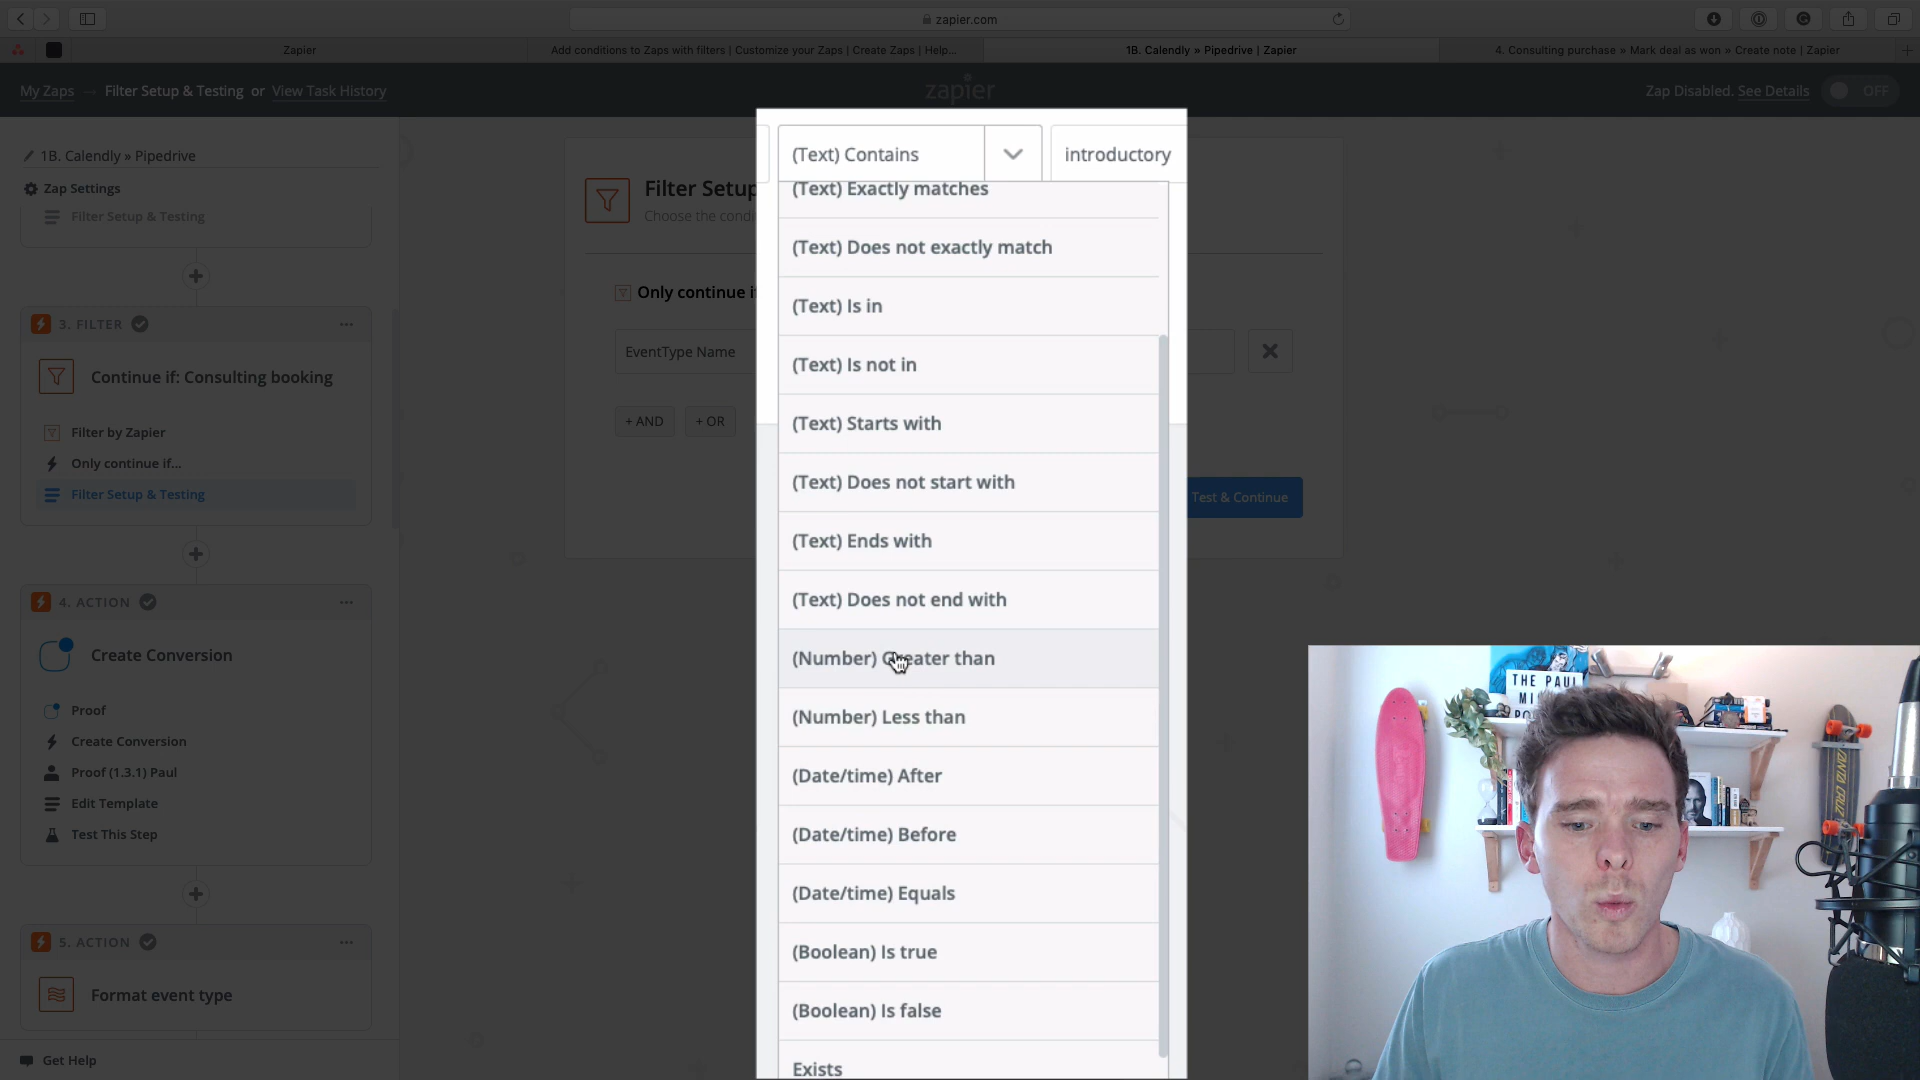 zapier.com
Zapier
Add conditions to Zaps with filters | Customize your Zaps | Create Zaps | Help...
1B. Calendly » Pipedrive | Zapier
4. Consulting purchase » Mark deal as won » Create note | Zapier
My Zaps → Filter Setup & Testing or View Task History
zapier
Zap Disabled. See Details
OFF
1B. Calendly » Pipedrive
Zap Settings
Filter Setup & Testing
3. FILTER
Continue if: Consulting booking
Filter by Zapier
Only continue if...
Filter Setup & Testing
4. ACTION
Create Conversion
Proof
Create Conversion
Proof (1.3.1) Paul
Edit Template
Test This Step
5. ACTION
Format event type
Get Help
Filter Setup
Choose the condi
Only continue i
EventType Name
+ AND
+ OR
Test & Continue
(Text) Contains
introductory
(Text) Exactly matches
(Text) Does not exactly match
(Text) Is in
(Text) Is not in
(Text) Starts with
(Text) Does not start with
(Text) Ends with
(Text) Does not end with
(Number) Greater than
(Number) Less than
(Date/time) After
(Date/time) Before
(Date/time) Equals
(Boolean) Is true
(Boolean) Is false
Exists
THE PAUL